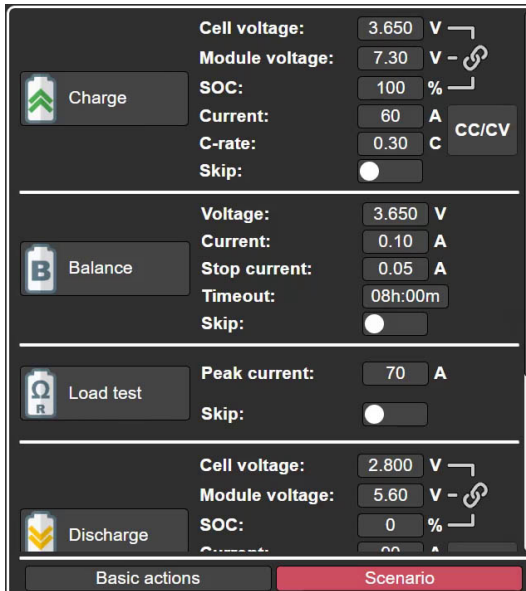 Cell voltage: 3.650 V
Module voltage: 7.30 V
Charge
SOC: 100 %
Current: 60 A
CC/CV
C-rate: 0.30 C
Skip:
Voltage: 3.650 V
Current: 0.10 A
B Balance
Stop current: 0.05 A
Timeout: 08h:00m
Skip:
Peak current: 70 A
Ω
R
Load test
Skip:
Cell voltage: 2.800 V
Module voltage: 5.60 V
SOC: 0 %
Discharge
Basic actions
Scenario